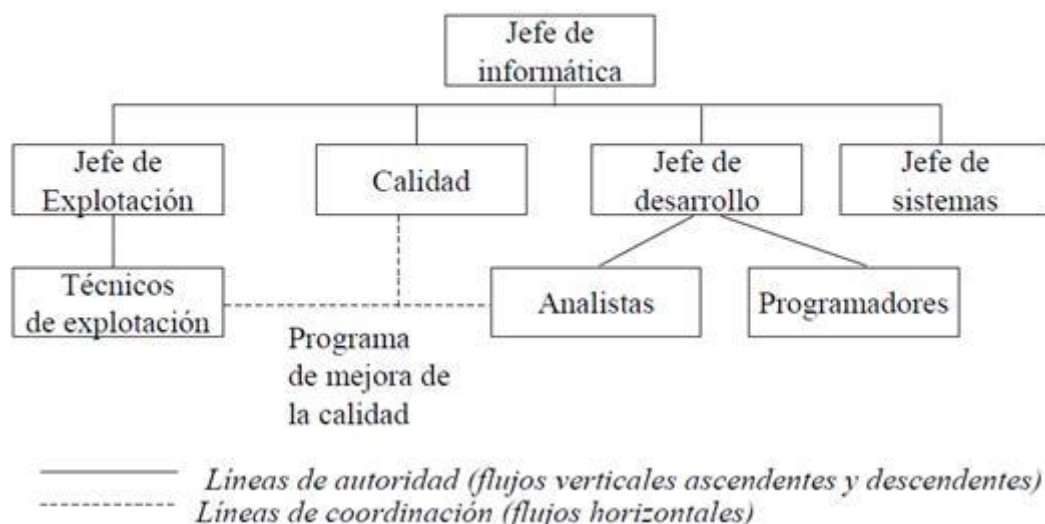 Jefe de
informática
Jefe de
Explotación
Calidad
Jefe de
desarrollo
Jefe de
sistemas
Técnicos
de explotación
Analistas
Programadores
Programa
de mejora de
la calidad
Líneas de autoridad (flujos verticales ascendentes y descendentes)
Líneas de coordinación (flujos horizontales)